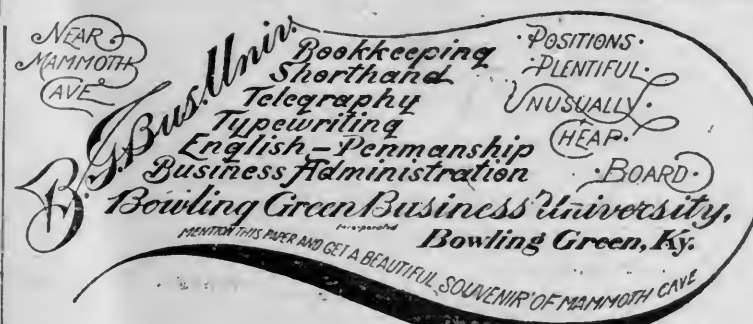 NEAR
MAMMOTH
CAVE
B.G. Bus. Univ.
Bookkeeping
Shorthand
Telegraphy
Typewriting
English - Penmanship
Business Administration
· POSITIONS ·
· PLENTIFUL ·
UNUSUALLY ·
CHEAP ·
· BOARD ·
Bowling Green Business University,
Incorporated
Bowling Green, Ky.
MENTION THIS PAPER AND GET A BEAUTIFUL SOUVENIR OF MAMMOTH CAVE